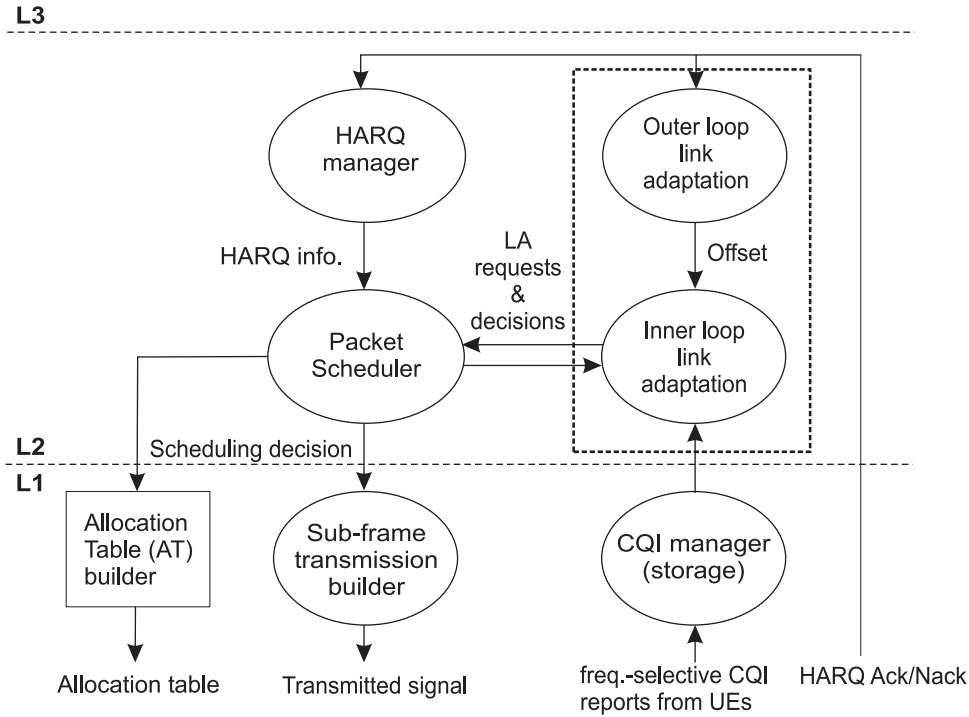 L3
HARQ
manager
Outer loop
link
adaptation
HARQ info.
LA
requests
&
decisions
Offset
Packet
Scheduler
Inner loop
link
adaptation
L2
Scheduling decision
L1
Allocation
Table (AT)
builder
Sub-frame
transmission
builder
CQI manager
(storage)
Allocation table
Transmitted signal
freq.-selective CQI
reports from UEs
HARQ Ack/Nack